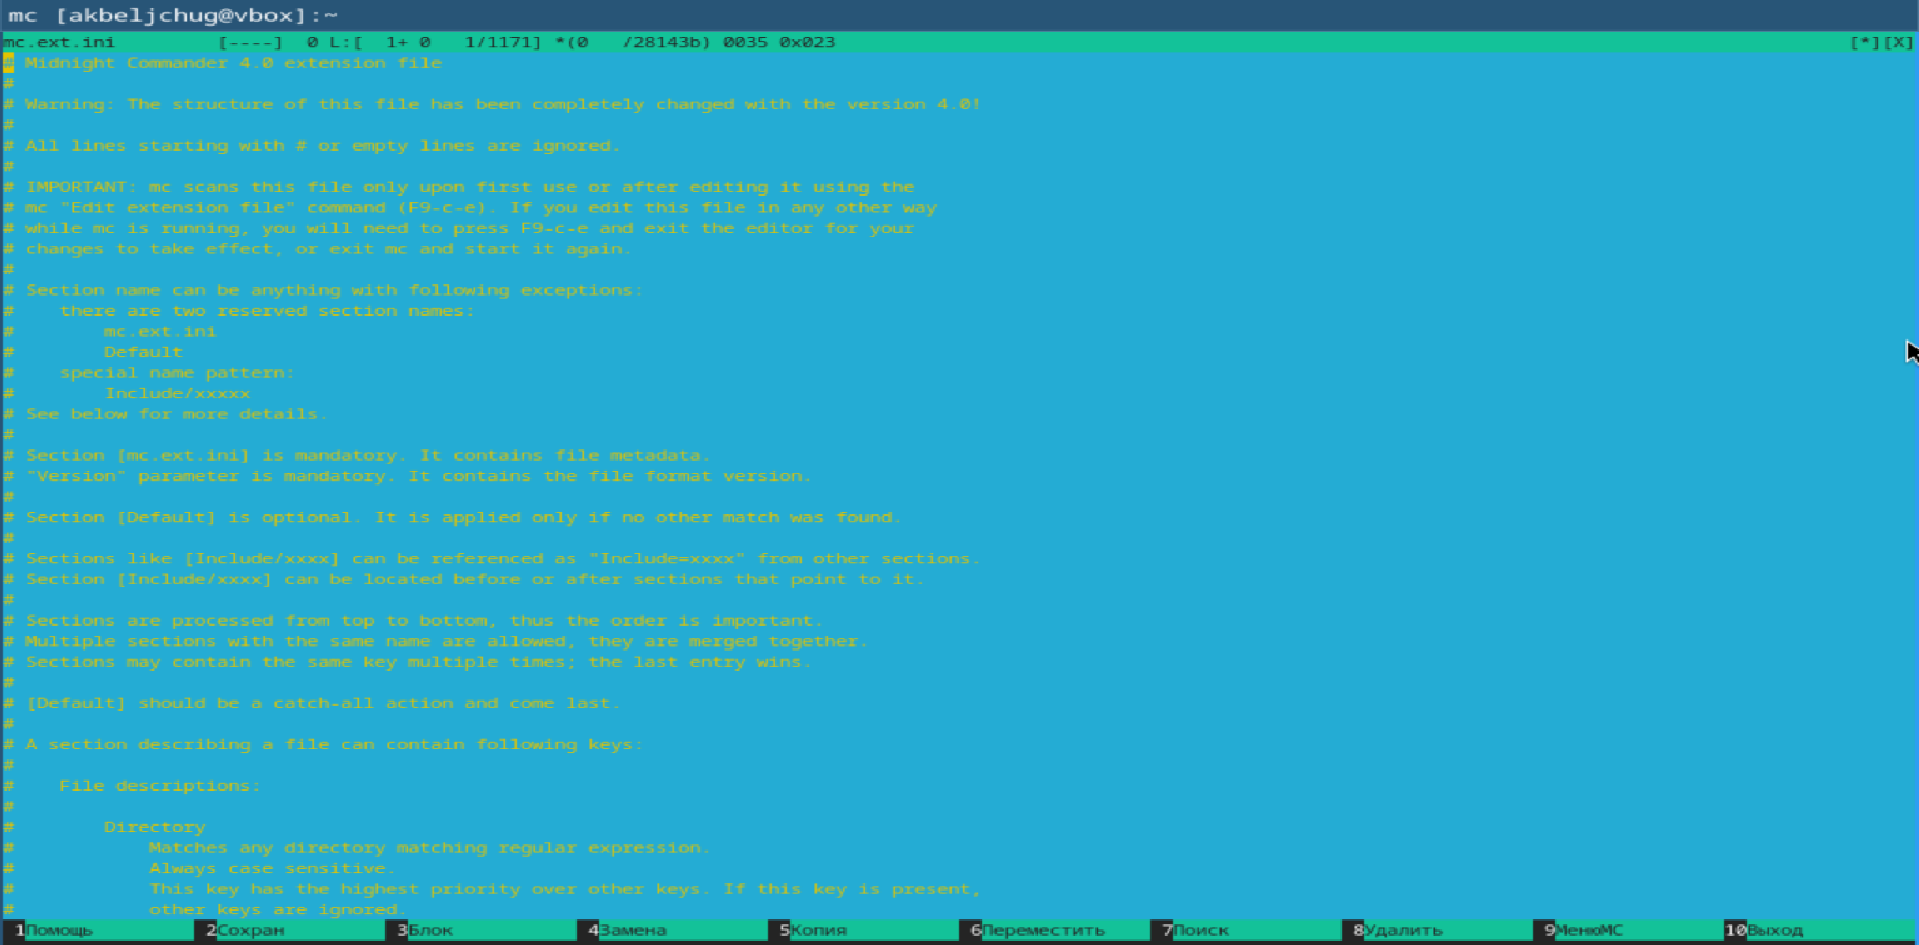 mc [akbeljchug@vbox]:~
mc.ext.ini [----] 0 L:[ 1+ 0 1/1171] *(0 /28143b) 0035 0x023 [*][X]
# Midnight Commander 4.0 extension file
#
# Warning: The structure of this file has been completely changed with the version 4.0!
#
# All lines starting with # or empty lines are ignored.
#
# IMPORTANT: mc scans this file only upon first use or after editing it using the
# mc "Edit extension file" command (F9-c-e). If you edit this file in any other way
# while mc is running, you will need to press F9-c-e and exit the editor for your
# changes to take effect, or exit mc and start it again.
#
# Section name can be anything with following exceptions:
#    there are two reserved section names:
#        mc.ext.ini
#        Default
#    special name pattern:
#        Include/xxxxx
# See below for more details.
#
# Section [mc.ext.ini] is mandatory. It contains file metadata.
# "Version" parameter is mandatory. It contains the file format version.
#
# Section [Default] is optional. It is applied only if no other match was found.
#
# Sections like [Include/xxxx] can be referenced as "Include=xxxx" from other sections.
# Section [Include/xxxx] can be located before or after sections that point to it.
#
# Sections are processed from top to bottom, thus the order is important.
# Multiple sections with the same name are allowed, they are merged together.
# Sections may contain the same key multiple times; the last entry wins.
#
# [Default] should be a catch-all action and come last.
#
# A section describing a file can contain following keys:
#
#    File descriptions:
#
#        Directory
#            Matches any directory matching regular expression.
#            Always case sensitive.
#            This key has the highest priority over other keys. If this key is present,
#            other keys are ignored.
1Помощь 2Сохран 3Блок 4Замена 5Копия 6Переместить 7Поиск 8Удалить 9МенюMC 10Выход